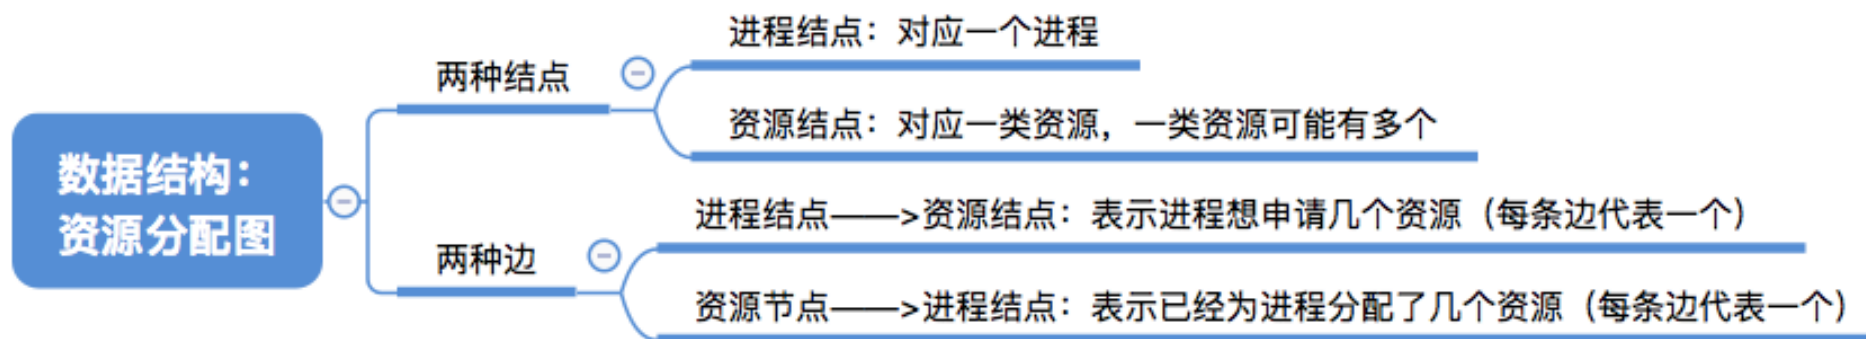 数据结构：
资源分配图
两种结点
进程结点：对应一个进程
资源结点：对应一类资源，一类资源可能有多个
两种边
进程结点——>资源结点：表示进程想申请几个资源（每条边代表一个）
资源节点——>进程结点：表示已经为进程分配了几个资源（每条边代表一个）